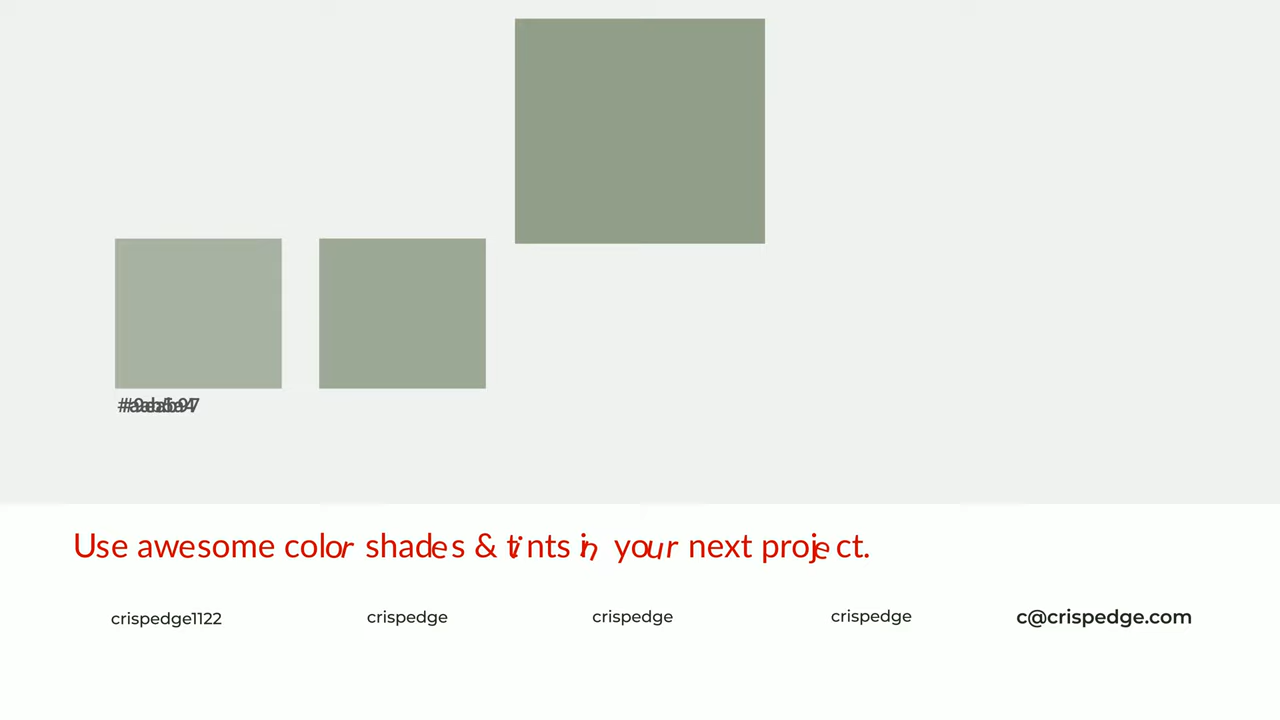 Use awesome color shades & tints in your next project.
crispedge1122 crispedge crispedge crispedge c@crispedge.com